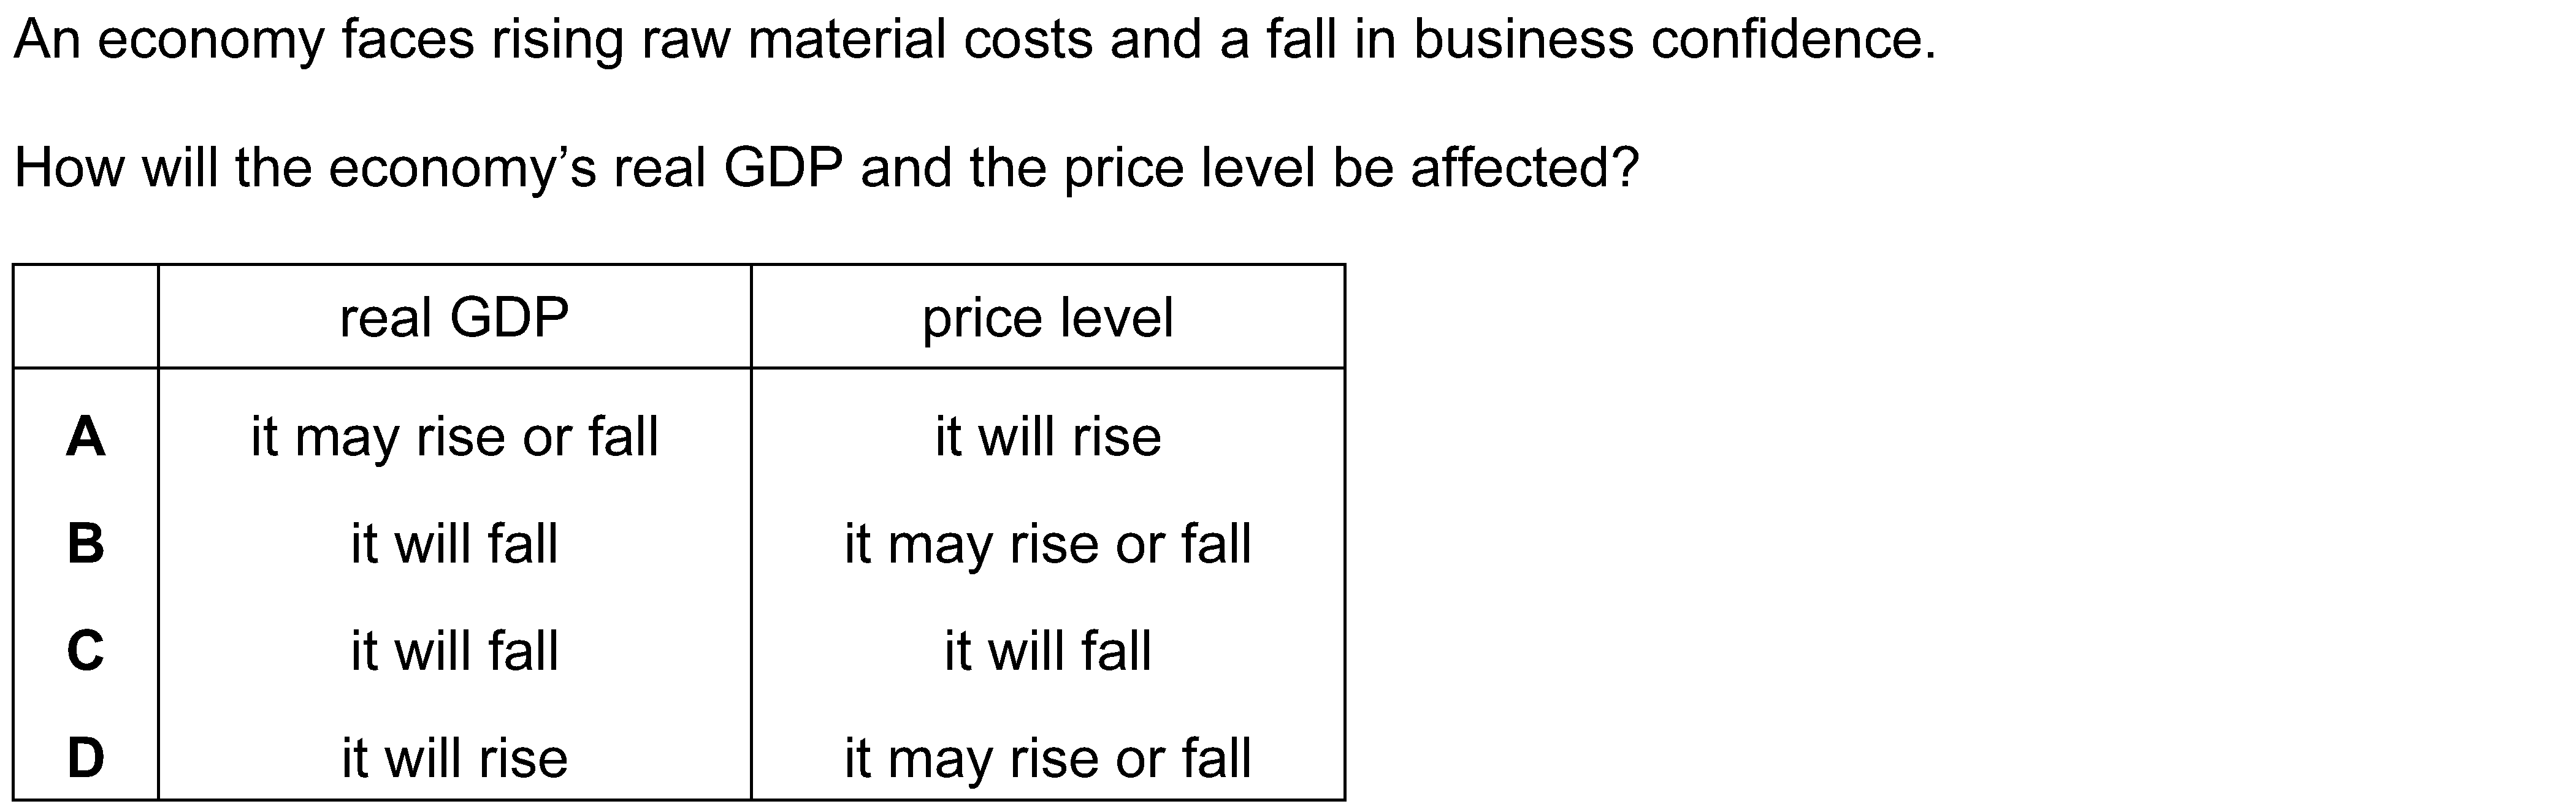 An economy faces rising raw material costs and a fall in business confidence.
How will the economy’s real GDP and the price level be affected?
real GDP price level
A it may rise or fall it will rise
B it will fall it may rise or fall
C it will fall it will fall
D it will rise it may rise or fall